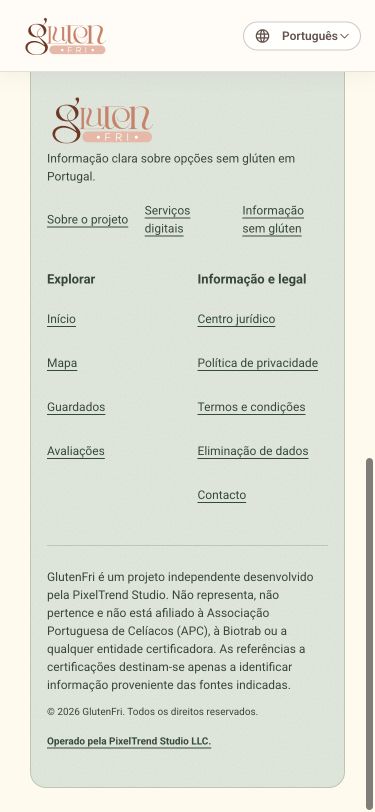 gluten
• FRI •
Português
gluten
• FRI •
Informação clara sobre opções sem glúten em
Portugal.
Sobre o projeto
Serviços
digitais
Informação
sem glúten
Explorar
Início
Mapa
Guardados
Avaliações
Informação e legal
Centro jurídico
Política de privacidade
Termos e condições
Eliminação de dados
Contacto
GlutenFri é um projeto independente desenvolvido
pela PixelTrend Studio. Não representa, não
pertence e não está afiliado à Associação
Portuguesa de Celíacos (APC), à Biotrab ou a
qualquer entidade certificadora. As referências a
certificações destinam-se apenas a identificar
informação proveniente das fontes indicadas.
© 2026 GlutenFri. Todos os direitos reservados.
Operado pela PixelTrend Studio LLC.